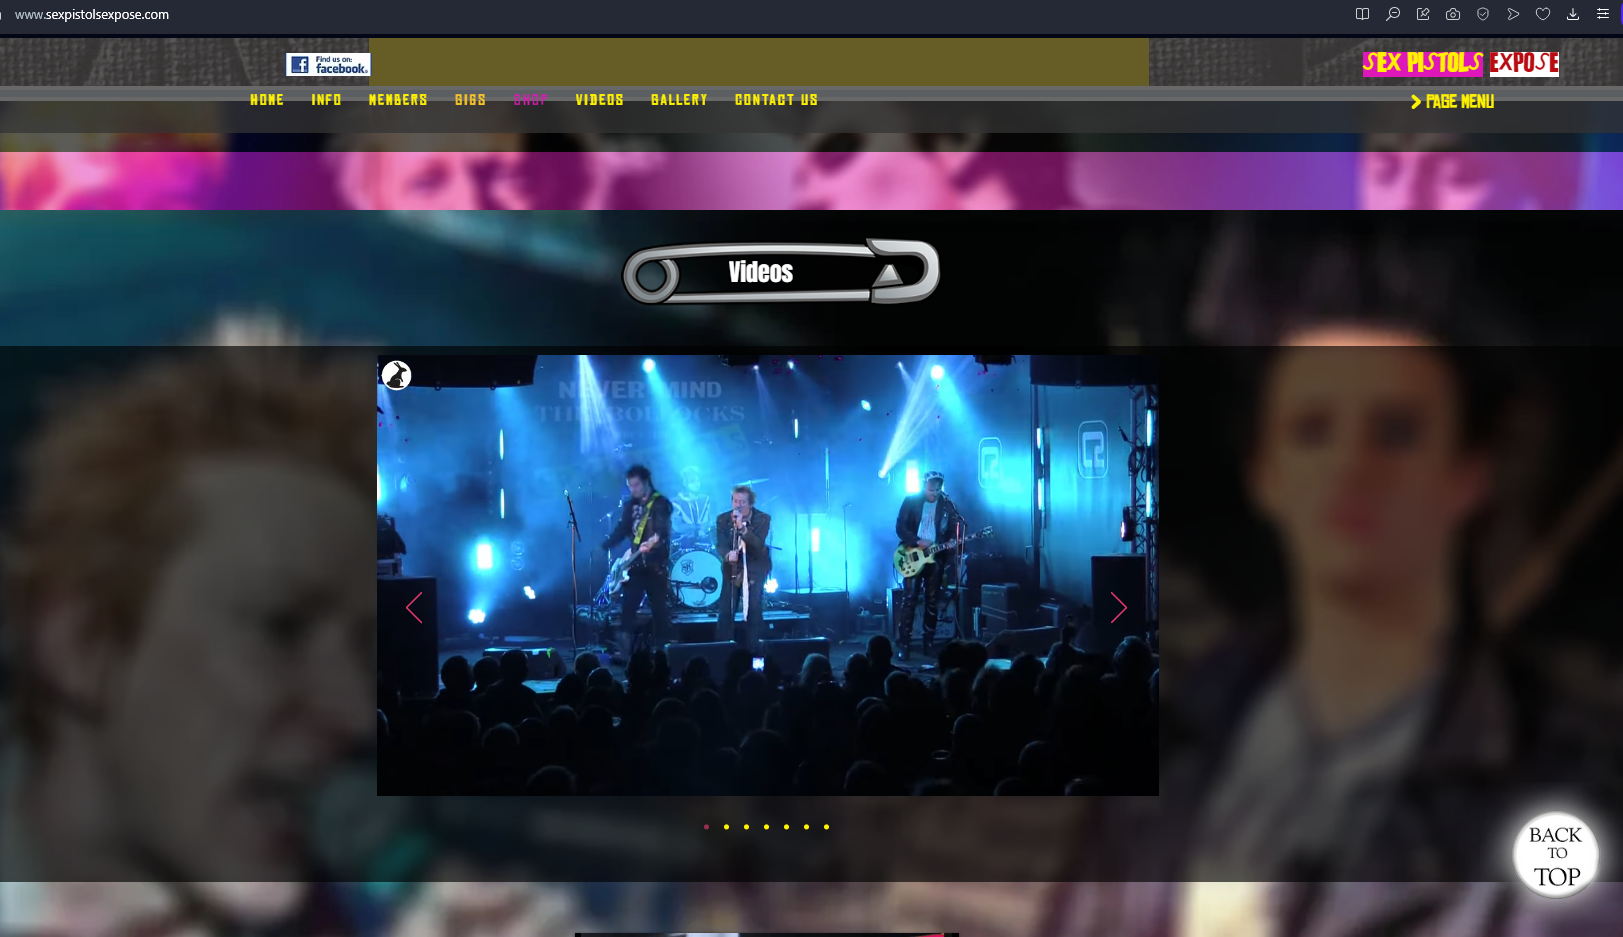 www.sexpistolsexpose.com
Find us on:
facebook.
SEX PISTOLS EXPOSE
HOME INFO MEMBERS GIGS SHOP VIDEOS GALLERY CONTACT US
PAGE MENU
Videos
NEVER MIND
THE BOLLOCKS
BACK
TO
TOP